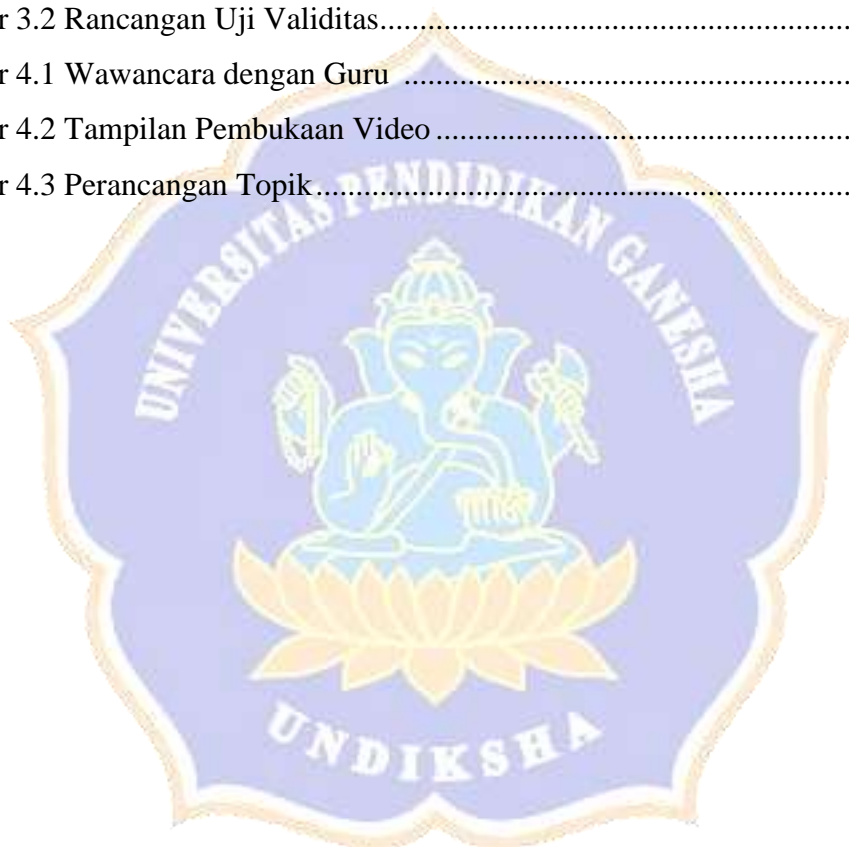 r 3.2 Rancangan Uji Validitas..........................................................
r 4.1 Wawancara dengan Guru ........................................................
r 4.2 Tampilan Pembukaan Video ....................................................
r 4.3 Perancangan Topik...................................................................
UNIVERSITAS PENDIDIKAN GANESHA
UNDIKSHA